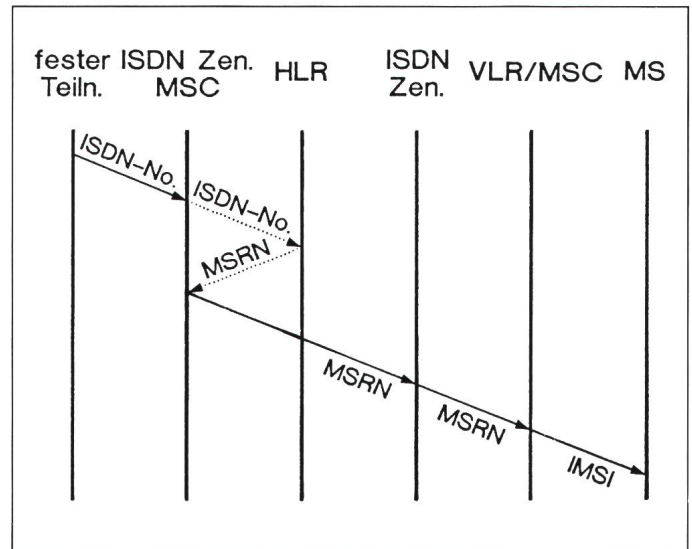 fester
Teiln.
ISDN Zen.
MSC
HLR
ISDN
Zen.
VLR/MSC
MS
ISDN-No.
ISDN-No.
MSRN
MSRN
MSRN
IMSI